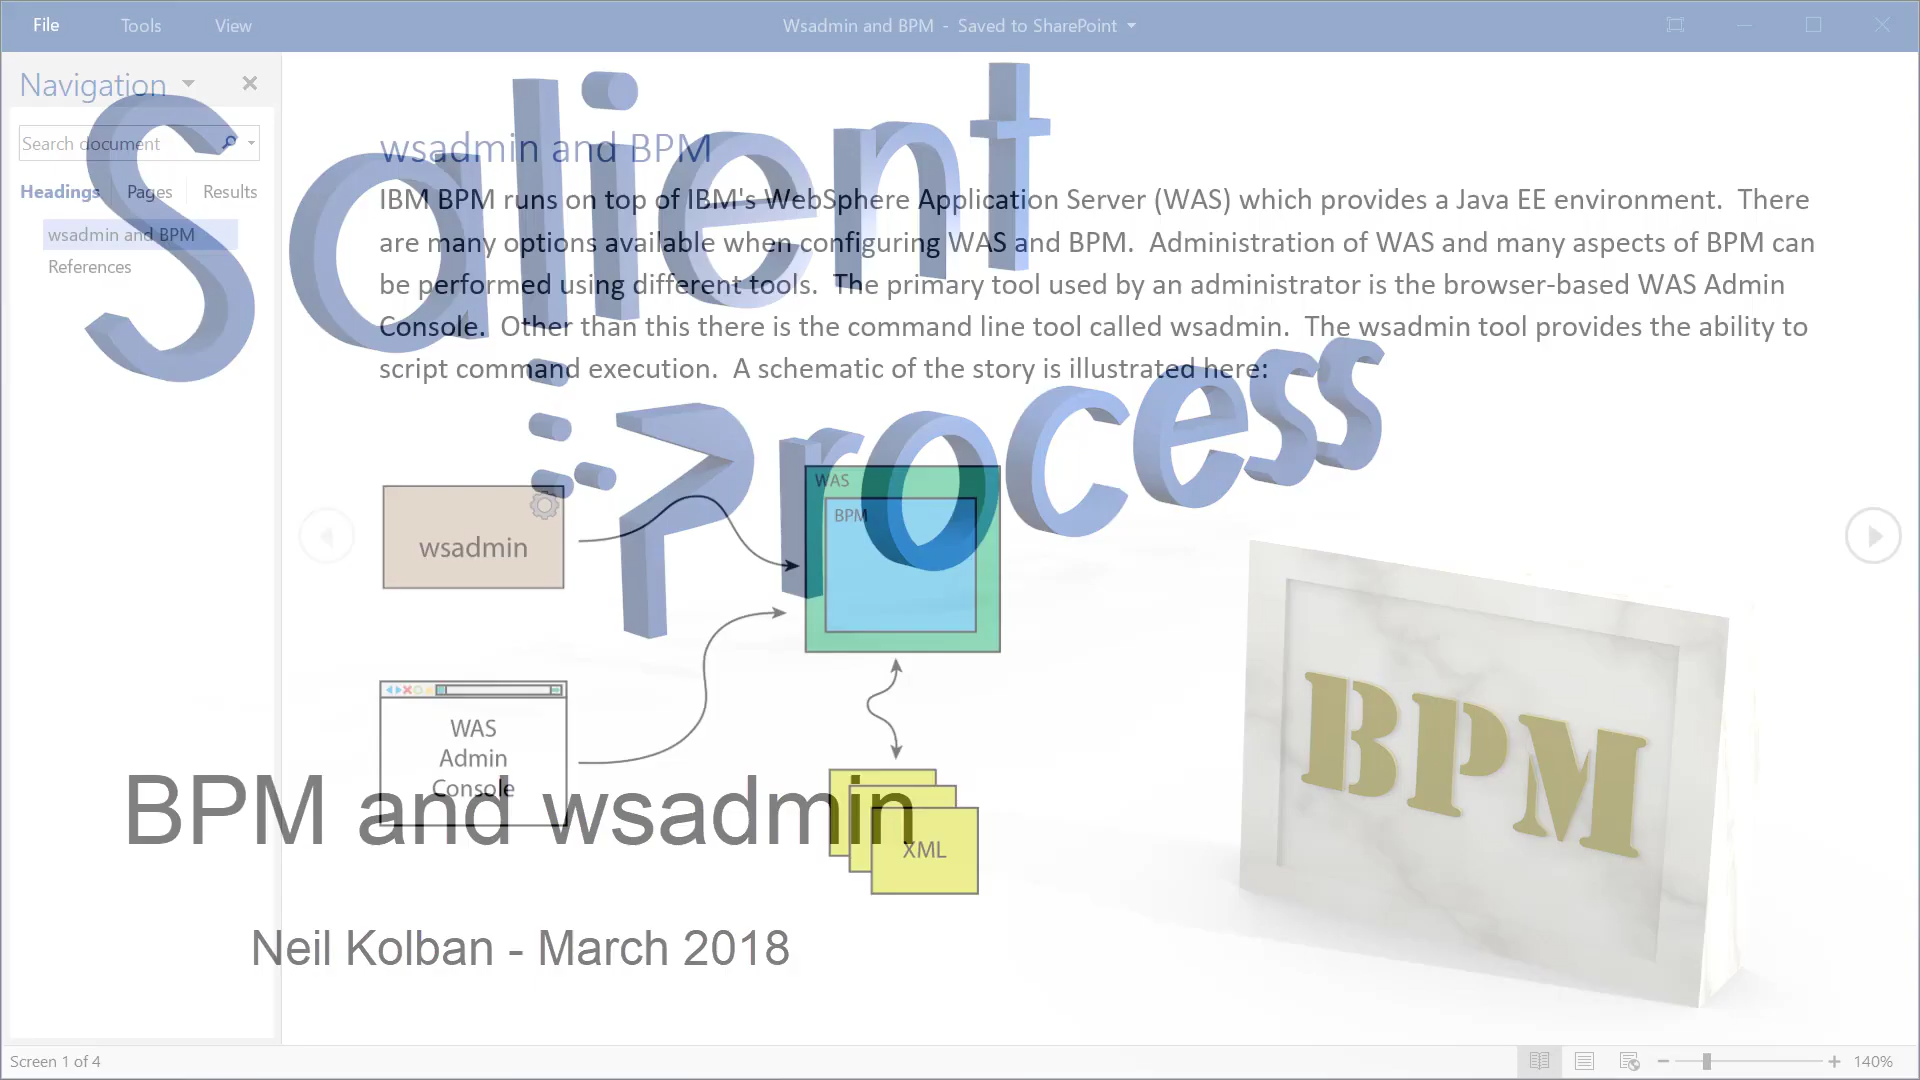 File
Tools
View
Wsadmin and BPM - Saved to SharePoint
Navigation
Search document
Headings
Pages
Results
wsadmin and BPM
References
Salient
Process
wsadmin and BPM
IBM BPM runs on top of IBM's WebSphere Application Server (WAS) which provides a Java EE environment. There
are many options available when configuring WAS and BPM. Administration of WAS and many aspects of BPM can
be performed using different tools. The primary tool used by an administrator is the browser-based WAS Admin
Console. Other than this there is the command line tool called wsadmin. The wsadmin tool provides the ability to
script command execution. A schematic of the story is illustrated here:
wsadmin
WAS
BPM
WAS
Admin
Console
XML
BPM
BPM and wsadmin
Neil Kolban - March 2018
Screen 1 of 4
140%